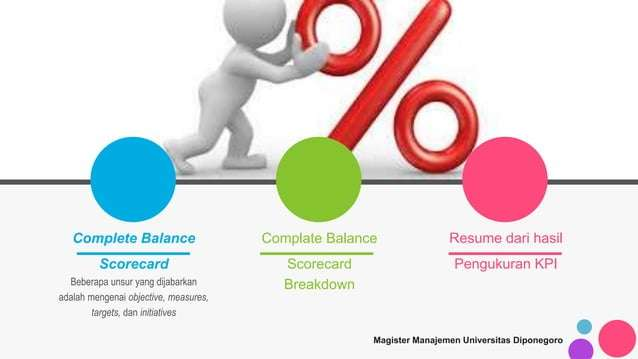 %
Complete Balance
Scorecard
Beberapa unsur yang dijabarkan
adalah mengenai objective, measures,
targets, dan initiatives
Complate Balance
Scorecard
Breakdown
Resume dari hasil
Pengukuran KPI
Magister Manajemen Universitas Diponegoro